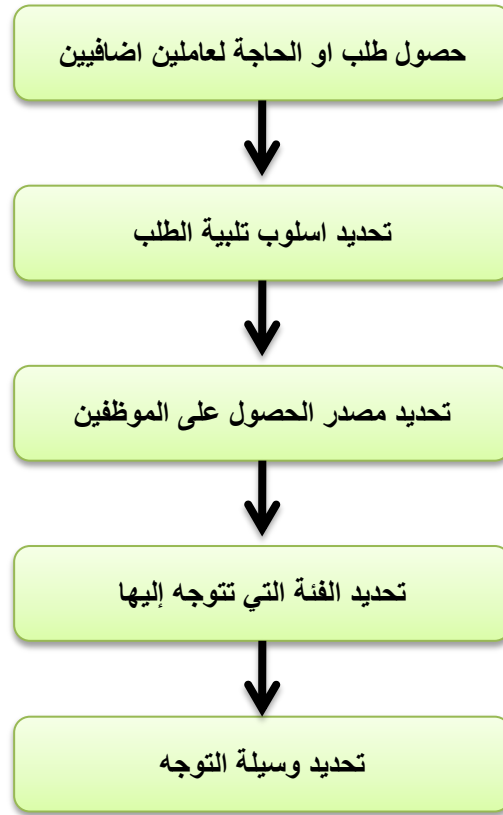 حصول طلب او الحاجة لعاملين اضافيين
تحديد اسلوب تلبية الطلب
تحديد مصدر الحصول على الموظفين
تحديد الفئة التي تتوجه إليها
تحديد وسيلة التوجه